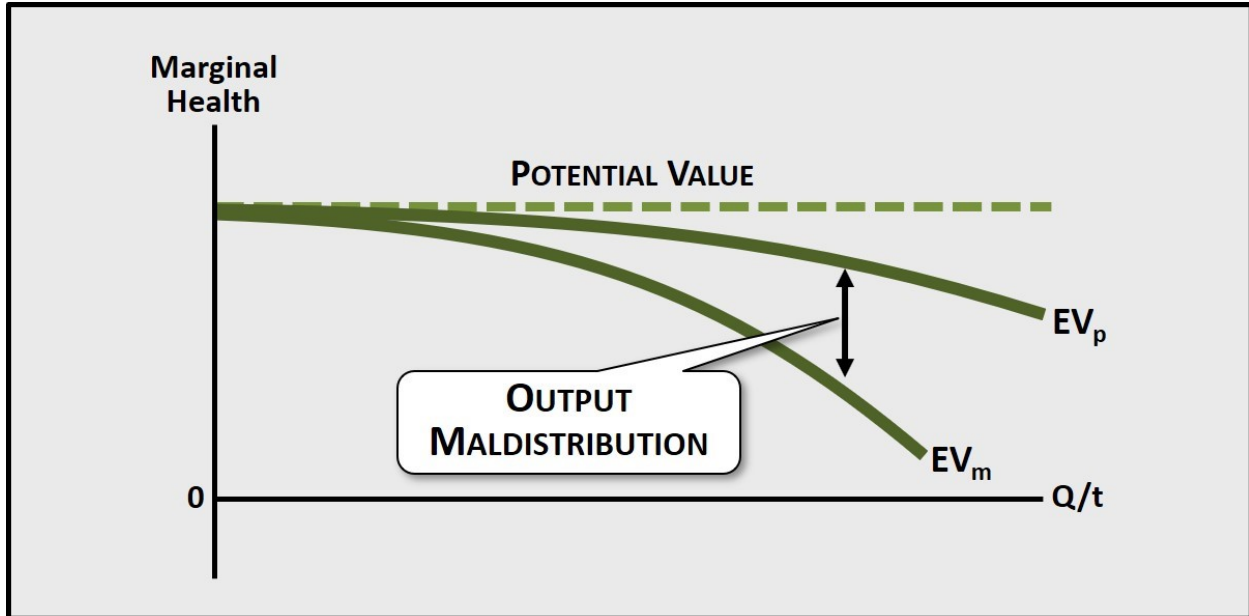 Marginal
Health
POTENTIAL VALUE
EVp
OUTPUT
MALDISTRIBUTION
EVm
0
Q/t